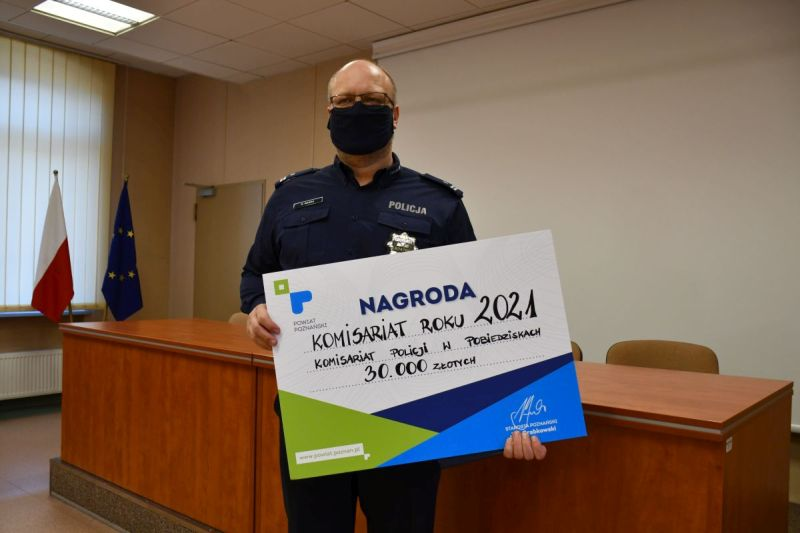 POLICJA
POWIAT
POZNAŃSKI
NAGRODA
KOMISARIAT ROKU 2021
KOMISARIAT POLICJI W POBIEDZISKACH
30.000 ZŁOTYCH
STAROSTA POZNAŃSKI
Grabkowski
www.powiat.poznan.pl